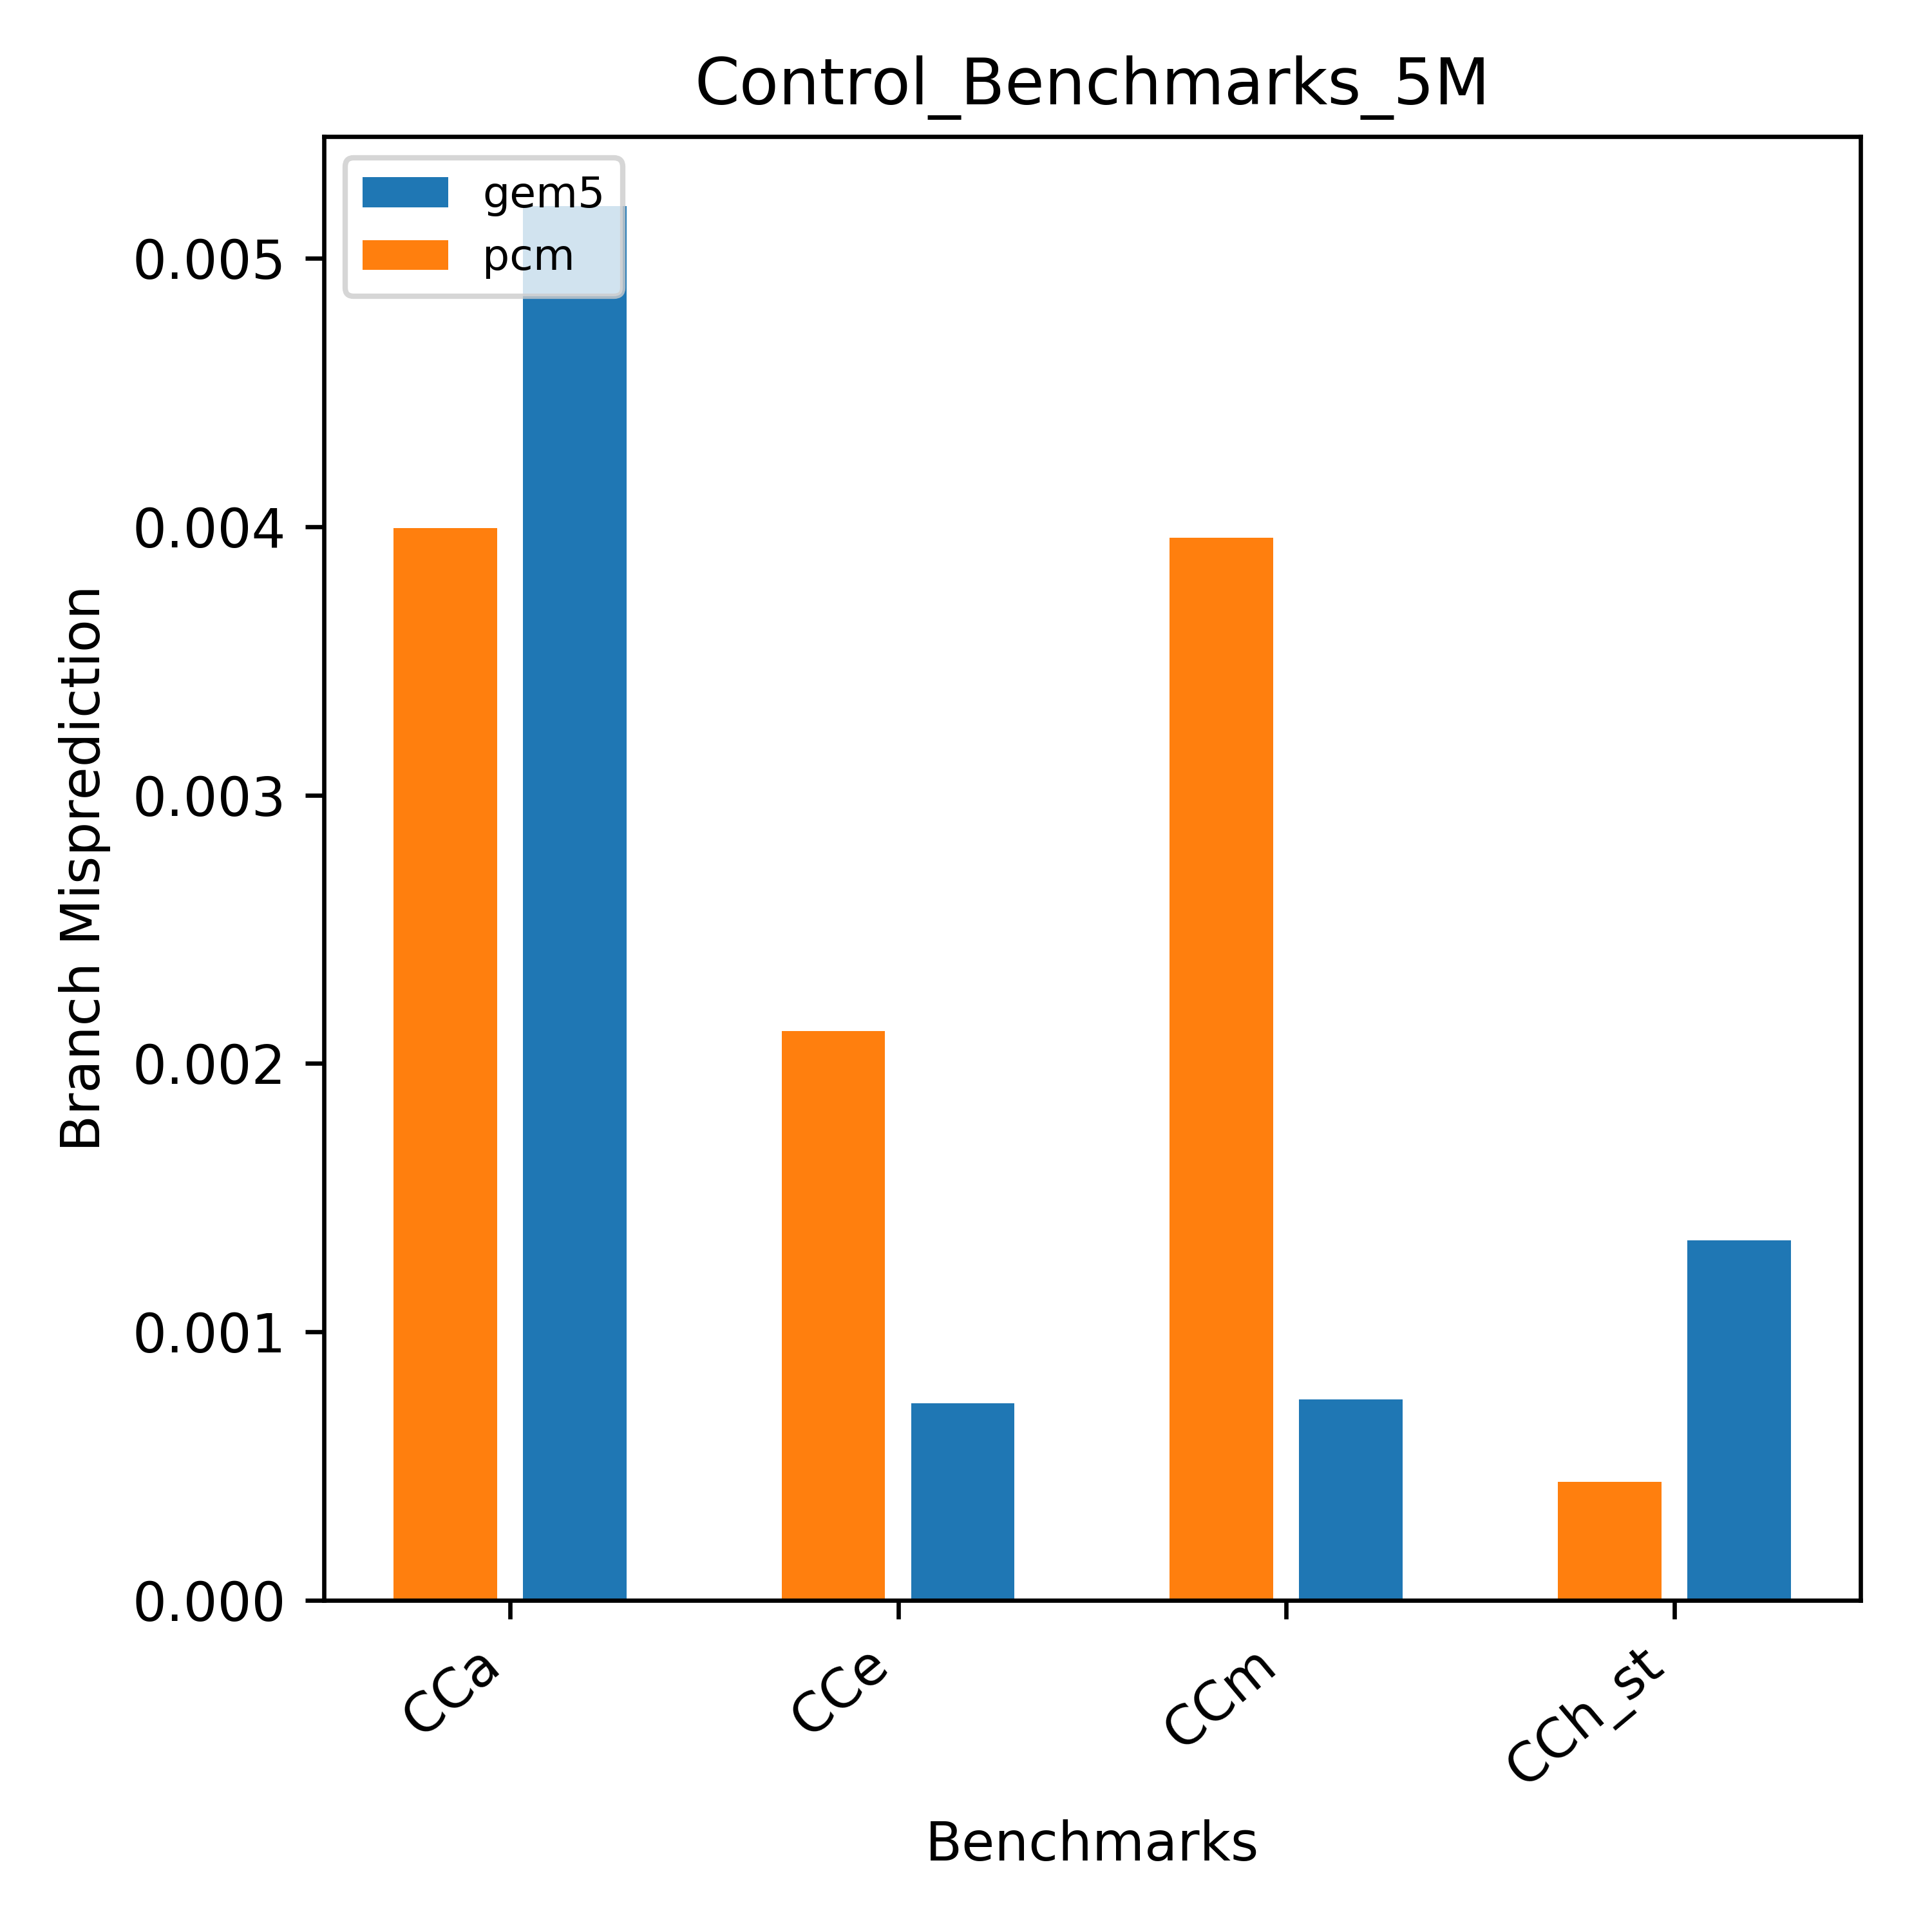 Control_Benchmarks_5M
gem5
pcm
0.005
0.004
0.003
0.002
0.001
0.000
Branch Misprediction
CCa
CCe
CCm
CCh_st
Benchmarks